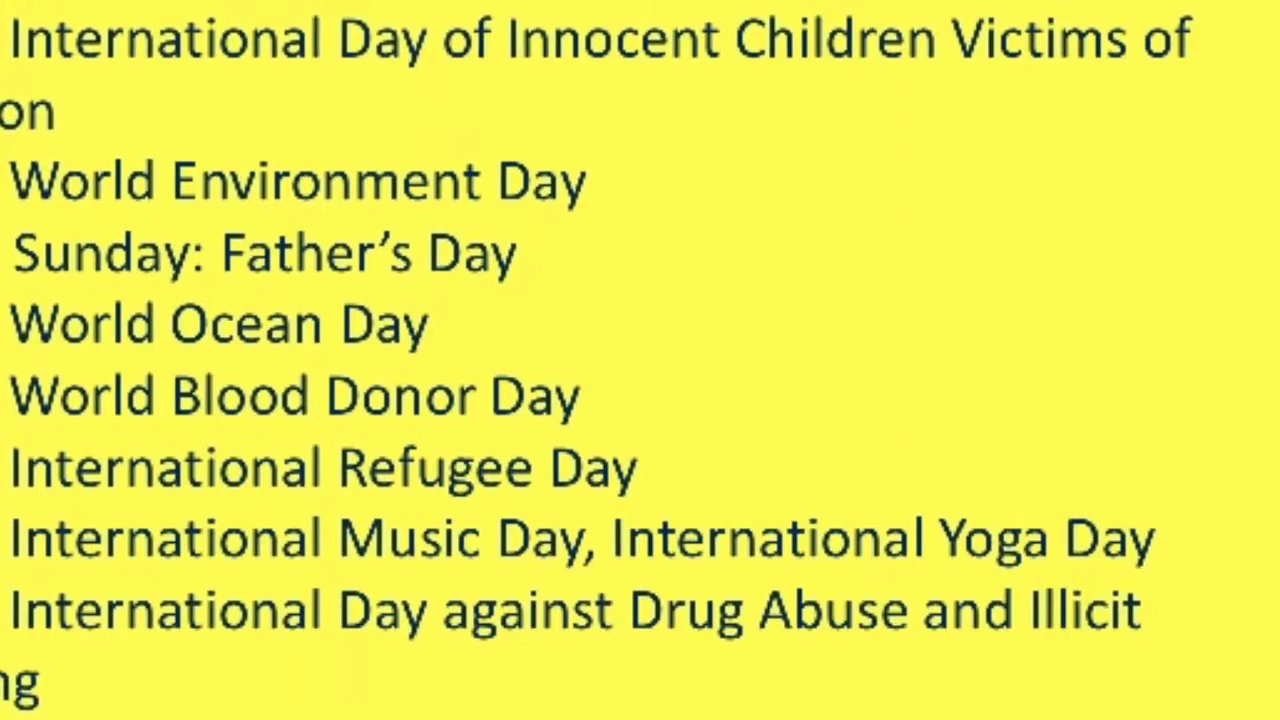 International Day of Innocent Children Victims of
on
World Environment Day
Sunday: Father’s Day
World Ocean Day
World Blood Donor Day
International Refugee Day
International Music Day, International Yoga Day
International Day against Drug Abuse and Illicit
ng